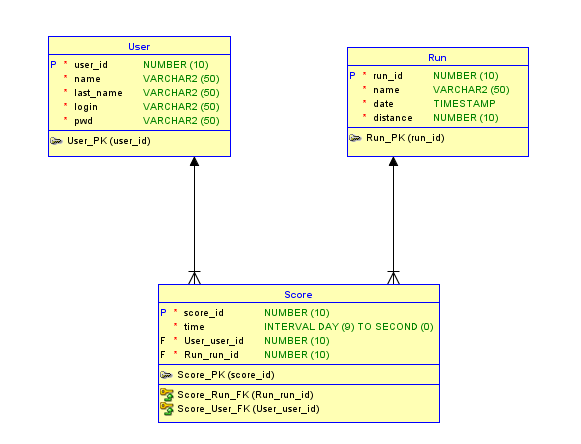 User
P * user_id NUMBER (10)
* name VARCHAR2 (50)
* last_name VARCHAR2 (50)
* login VARCHAR2 (50)
* pwd VARCHAR2 (50)
User_PK (user_id)
Run
P * run_id NUMBER (10)
* name VARCHAR2 (50)
* date TIMESTAMP
* distance NUMBER (10)
Run_PK (run_id)
Score
P * score_id NUMBER (10)
* time INTERVAL DAY (9) TO SECOND (0)
F * User_user_id NUMBER (10)
F * Run_run_id NUMBER (10)
Score_PK (score_id)
Score_Run_FK (Run_run_id)
Score_User_FK (User_user_id)